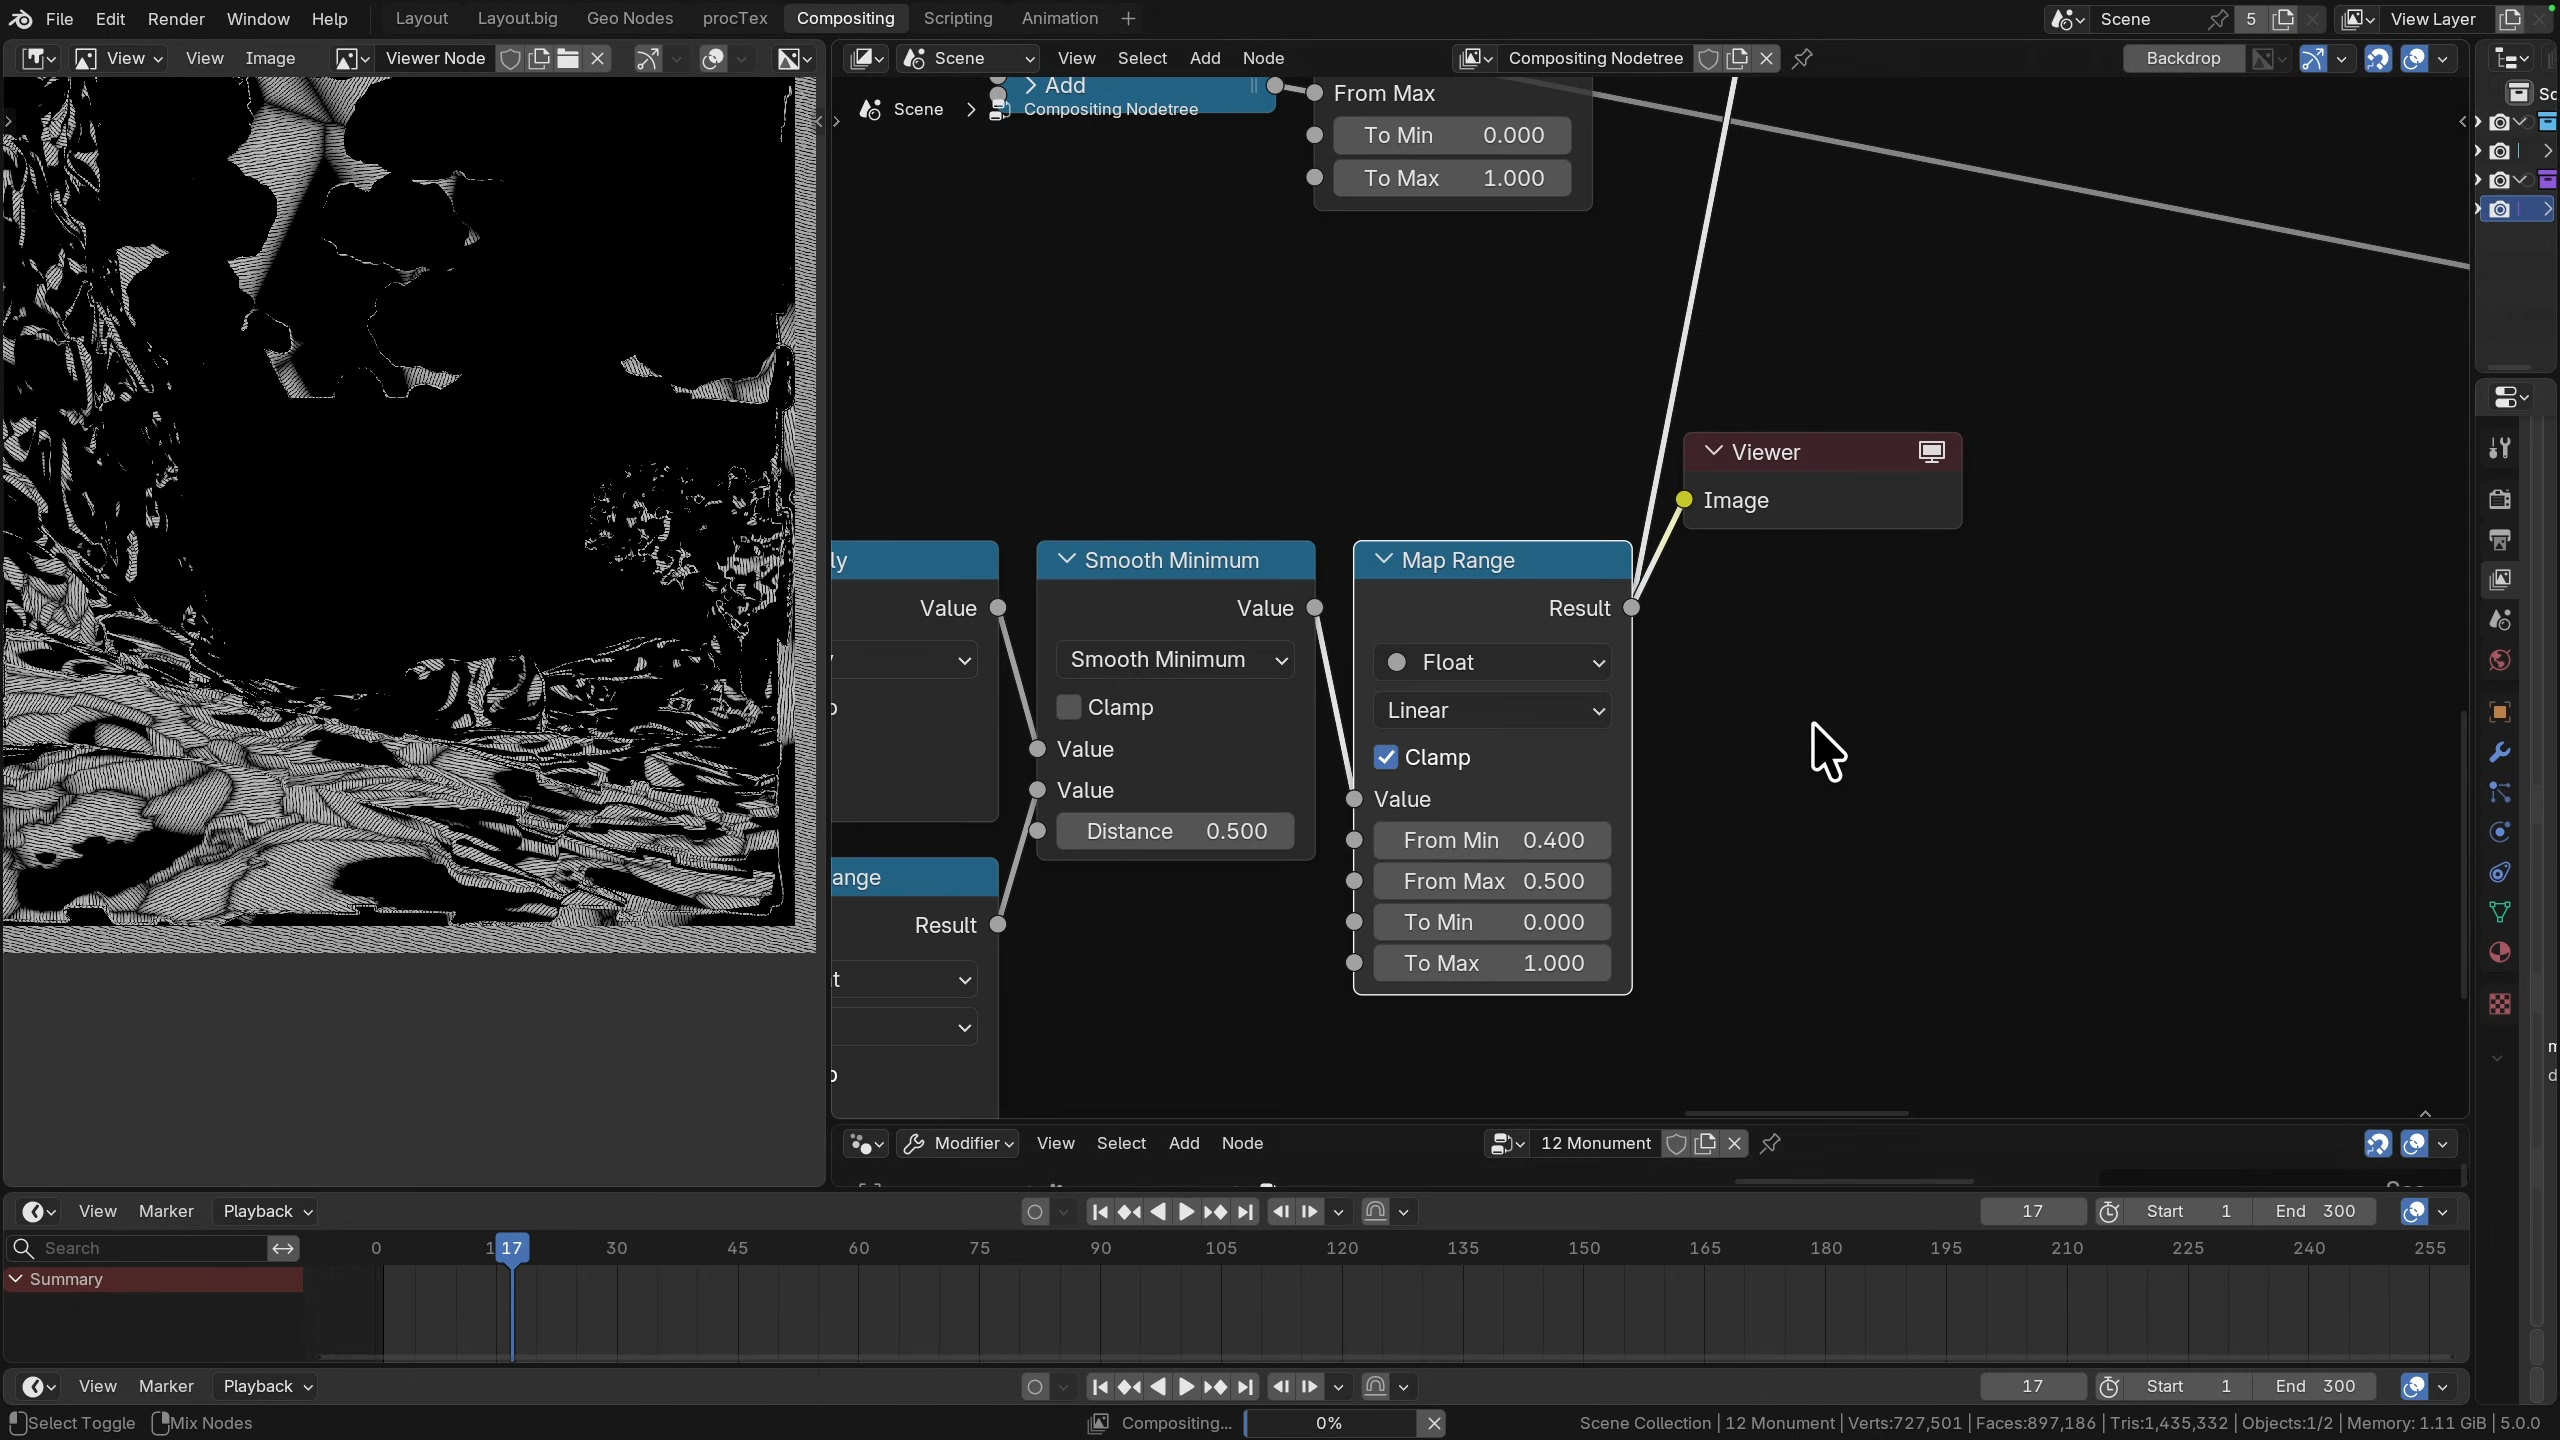 File Edit Render Window Help Layout Layout.big Geo Nodes procTex Compositing Scripting Animation + Scene 5 View Layer
View View Image Viewer Node Scene View Select Add Node Compositing Nodetree Backdrop
Add
Scene > Compositing Nodetree
From Max
To Min 0.000
To Max 1.000
Sc
Viewer
Image
ly
Value
Smooth Minimum
Value
Smooth Minimum
Clamp
Value
Value
Distance 0.500
Map Range
Result
Float
Linear
Clamp
Value
From Min 0.400
From Max 0.500
To Min 0.000
To Max 1.000
ange
Result
t
Modifier View Select Add Node 12 Monument
View Marker Playback 17 Start 1 End 300
Search 0 1 17 30 45 60 75 90 105 120 135 150 165 180 195 210 225 240 255
Summary
View Marker Playback 17 Start 1 End 300
Select Toggle Mix Nodes Compositing... 0% Scene Collection | 12 Monument | Verts:727,501 | Faces:897,186 | Tris:1,435,332 | Objects:1/2 | Memory: 1.11 GiB | 5.0.0